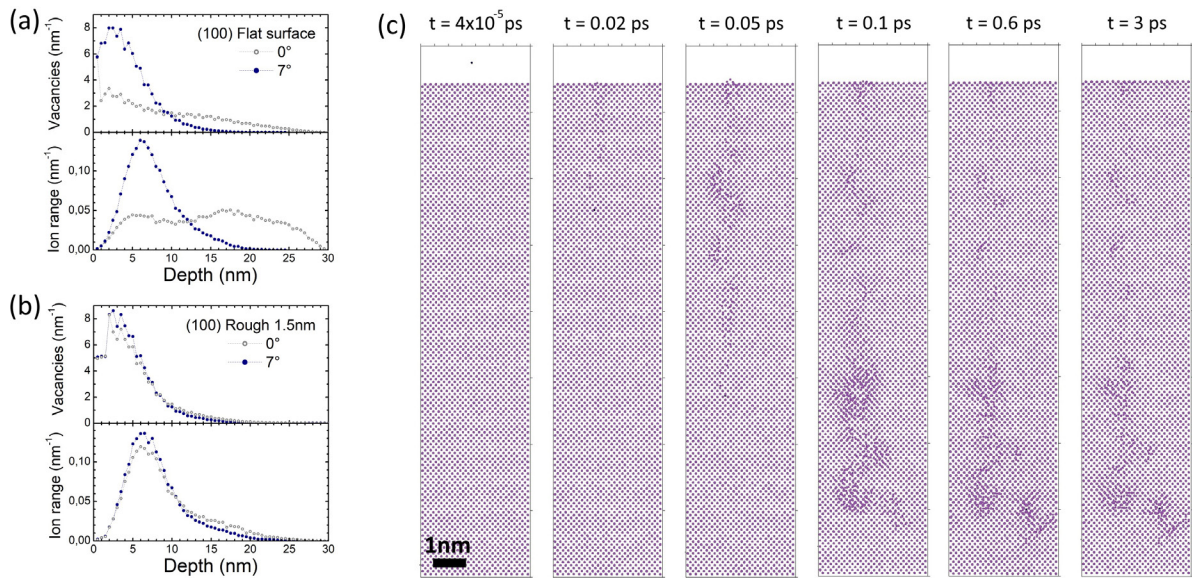 (a)
Vacancies (nm⁻¹)
8
6
4
2
0
(100) Flat surface
0°
7°
Ion range (nm⁻¹)
0,10
0,05
0,00
0 5 10 15 20 25 30
Depth (nm)
(b)
Vacancies (nm⁻¹)
8
6
4
2
0
(100) Rough 1.5nm
0°
7°
Ion range (nm⁻¹)
0,10
0,05
0,00
0 5 10 15 20 25 30
Depth (nm)
(c)
t = 4x10⁻⁵ ps t = 0.02 ps t = 0.05 ps t = 0.1 ps t = 0.6 ps t = 3 ps
1nm